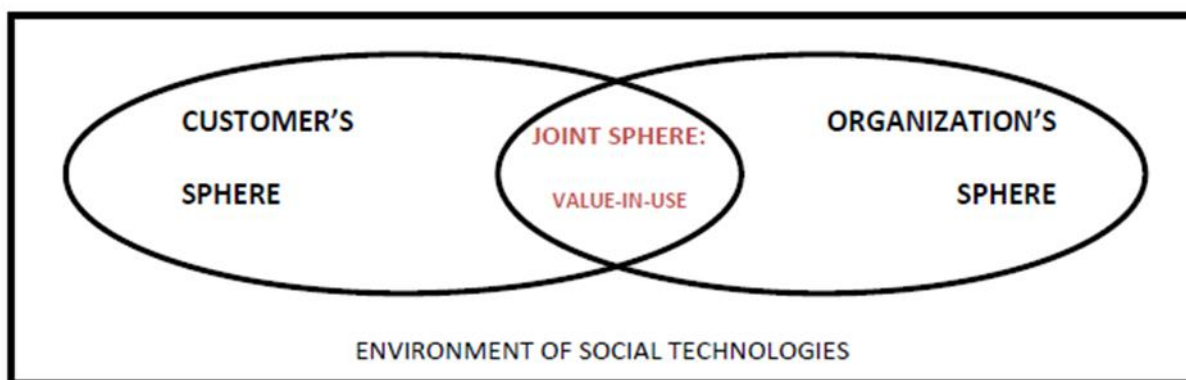 CUSTOMER’S
SPHERE
JOINT SPHERE:
VALUE-IN-USE
ORGANIZATION’S
SPHERE
ENVIRONMENT OF SOCIAL TECHNOLOGIES